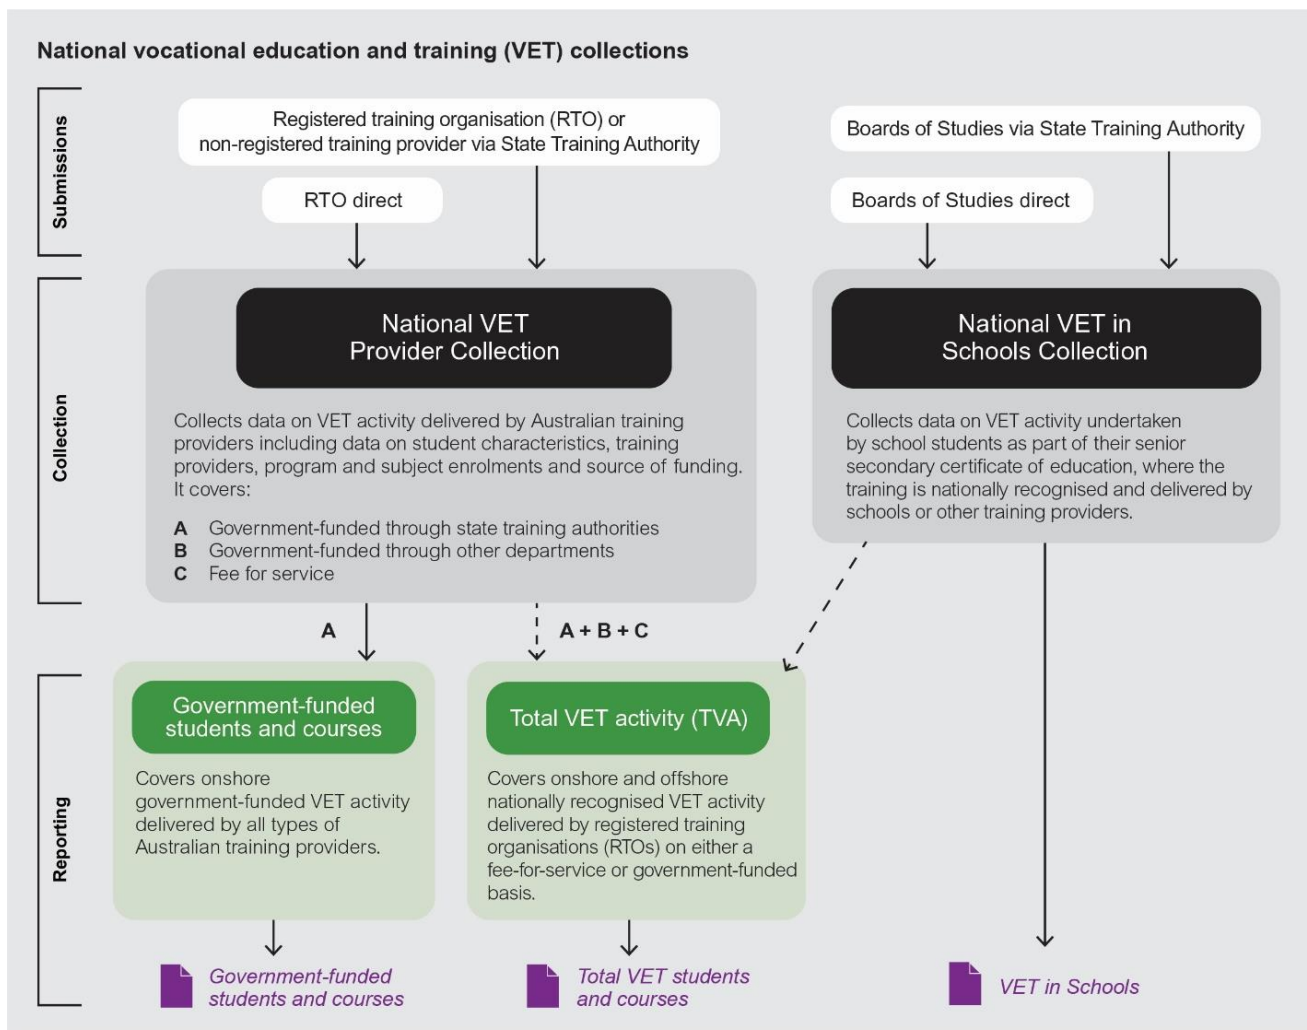 National vocational education and training (VET) collections
Submissions
Registered training organisation (RTO) or
non-registered training provider via State Training Authority
RTO direct
Boards of Studies via State Training Authority
Boards of Studies direct
Collection
National VET
Provider Collection
Collects data on VET activity delivered by Australian training
providers including data on student characteristics, training
providers, program and subject enrolments and source of funding.
It covers:
A Government-funded through state training authorities
B Government-funded through other departments
C Fee for service
National VET in
Schools Collection
Collects data on VET activity undertaken
by school students as part of their senior
secondary certificate of education, where the
training is nationally recognised and delivered by
schools or other training providers.
A
A + B + C
Reporting
Government-funded
students and courses
Covers onshore
government-funded VET activity
delivered by all types of
Australian training providers.
Total VET activity (TVA)
Covers onshore and offshore
nationally recognised VET activity
delivered by registered training
organisations (RTOs) on either a
fee-for-service or government-funded
basis.
Government-funded
students and courses
Total VET students
and courses
VET in Schools